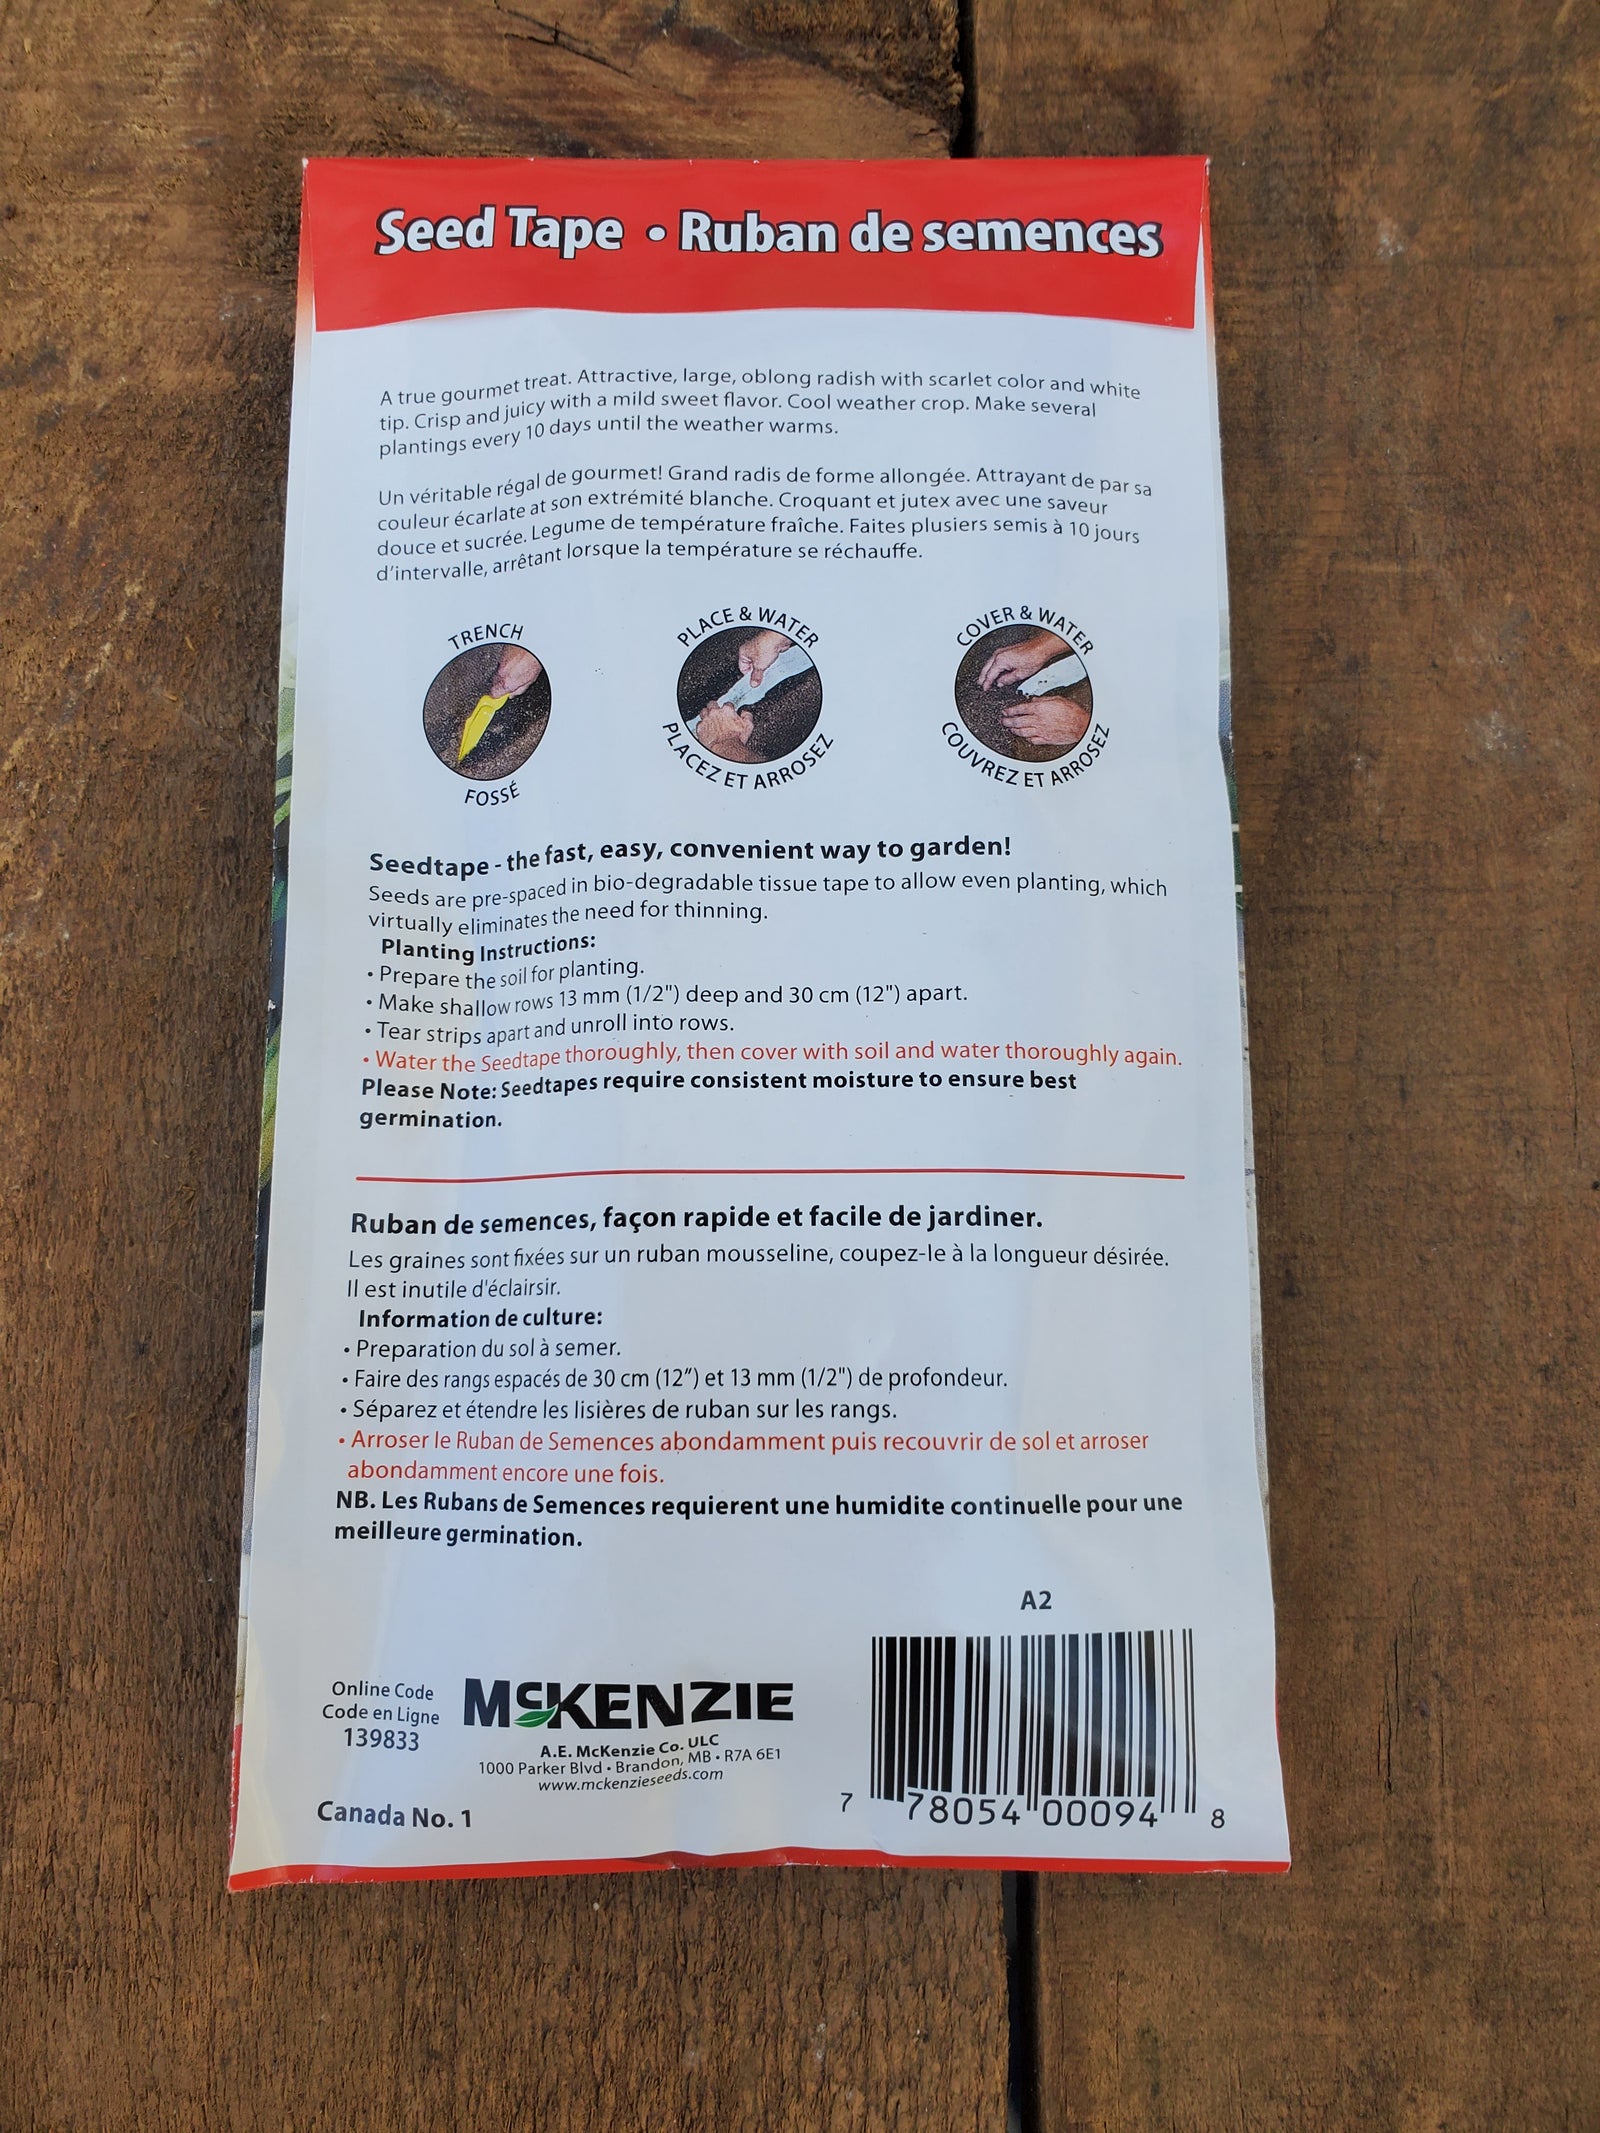 Seed Tape • Ruban de semences
A true gourmet treat. Attractive, large, oblong radish with scarlet color and white
tip. Crisp and juicy with a mild sweet flavor. Cool weather crop. Make several
plantings every 10 days until the weather warms.
Un véritable régal de gourmet! Grand radis de forme allongée. Attrayant de par sa
couleur écarlate at son extrémité blanche. Croquant et jutex avec une saveur
douce et sucrée. Legume de température fraîche. Faites plusiers semis à 10 jours
d'intervalle, arrêtant lorsque la température se réchauffe.
TRENCH
FOSSÉ
PLACE & WATER
PLACEZ ET ARROSEZ
COVER & WATER
COUVREZ ET ARROSEZ
Seedtape - the fast, easy, convenient way to garden!
Seeds are pre-spaced in bio-degradable tissue tape to allow even planting, which
virtually eliminates the need for thinning.
Planting Instructions:
• Prepare the soil for planting.
• Make shallow rows 13 mm (1/2") deep and 30 cm (12") apart.
• Tear strips apart and unroll into rows.
• Water the Seedtape thoroughly, then cover with soil and water thoroughly again.
Please Note: Seedtapes require consistent moisture to ensure best
germination.
Ruban de semences, façon rapide et facile de jardiner.
Les graines sont fixées sur un ruban mousseline, coupez-le à la longueur désirée.
Il est inutile d'éclairsir.
Information de culture:
• Preparation du sol à semer.
• Faire des rangs espacés de 30 cm (12") et 13 mm (1/2") de profondeur.
• Séparez et étendre les lisières de ruban sur les rangs.
• Arroser le Ruban de Semences abondamment puis recouvrir de sol et arroser
abondamment encore une fois.
NB. Les Rubans de Semences requierent une humidite continuelle pour une
meilleure germination.
A2
Online Code
Code en Ligne
139833
McKENZIE
A.E. McKenzie Co. ULC
1000 Parker Blvd • Brandon, MB • R7A 6E1
www.mckenzieseeds.com
Canada No. 1
7 78054 00094 8